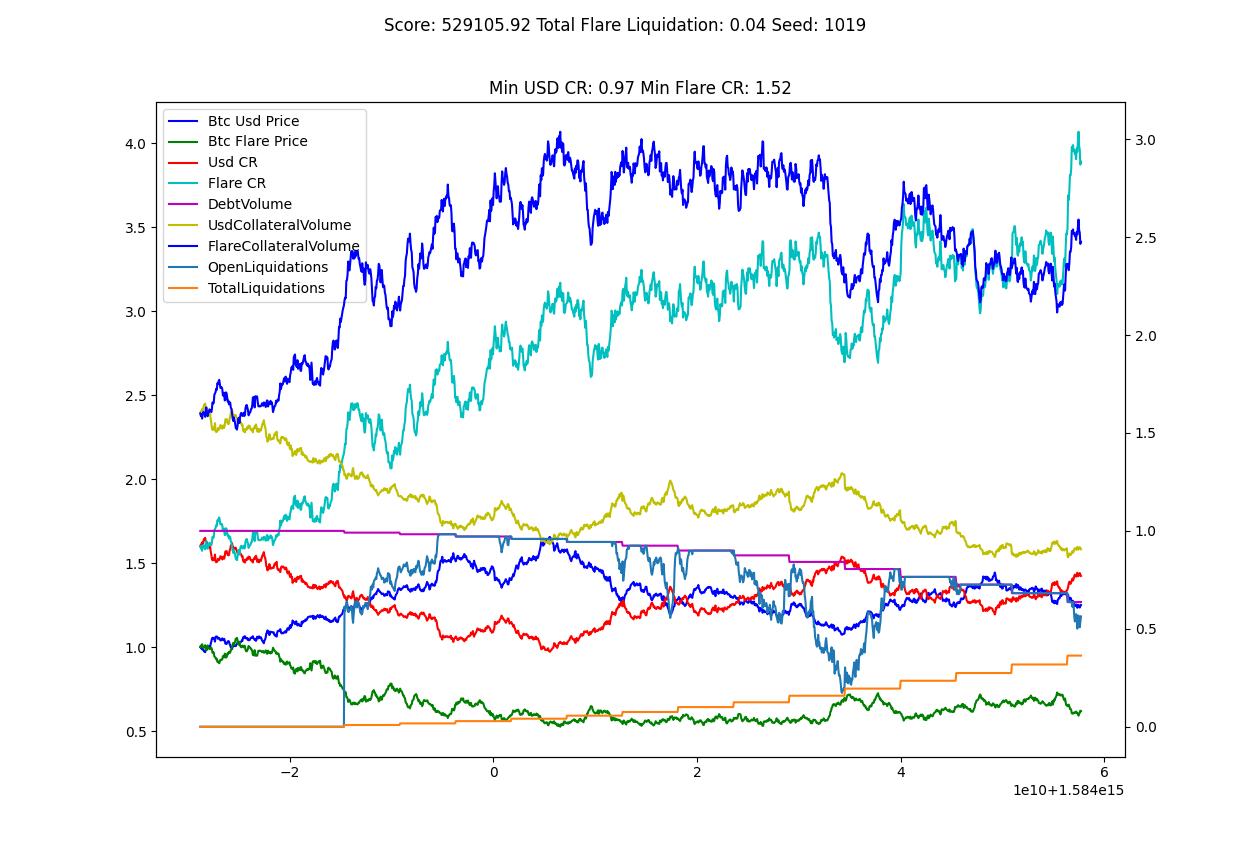 Score: 529105.92 Total Flare Liquidation: 0.04 Seed: 1019
Min USD CR: 0.97 Min Flare CR: 1.52
Btc Usd Price
Btc Flare Price
Usd CR
Flare CR
DebtVolume
UsdCollateralVolume
FlareCollateralVolume
OpenLiquidations
TotalLiquidations
4.0
3.5
3.0
2.5
2.0
1.5
1.0
0.5
3.0
2.5
2.0
1.5
1.0
0.5
0.0
−2 0 2 4 6
1e10+1.584e15